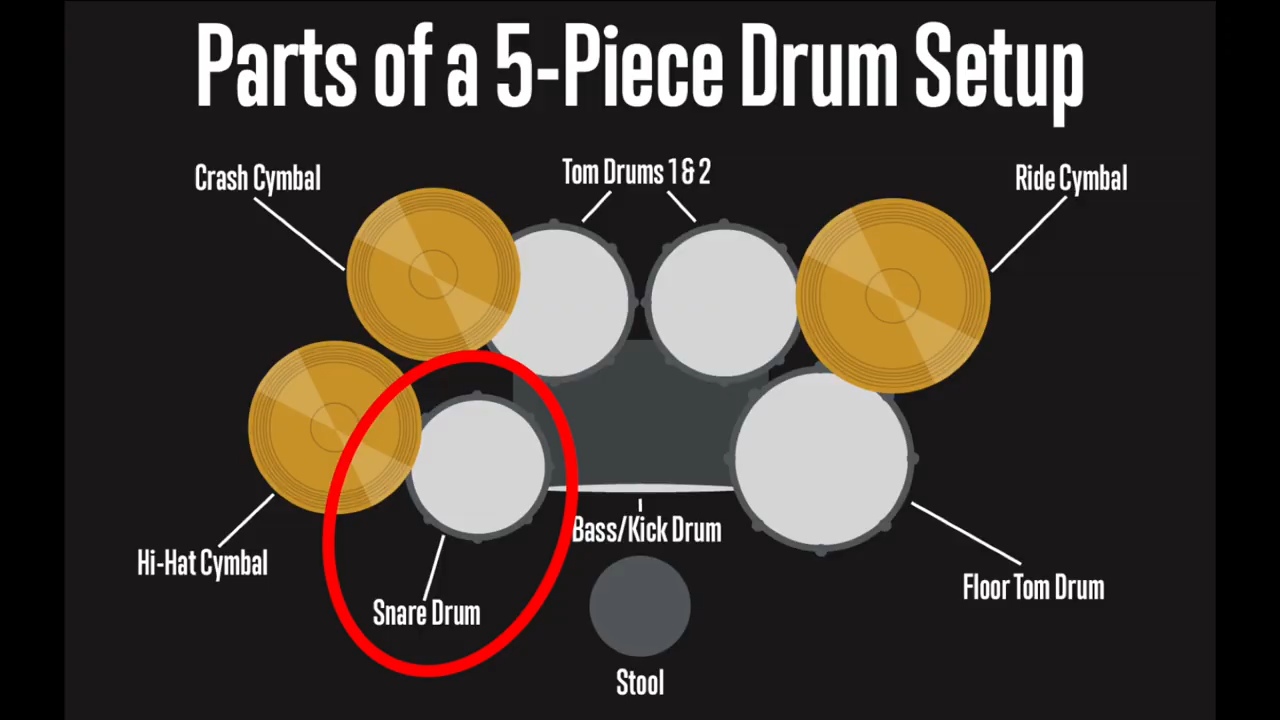 Parts of a 5-Piece Drum Setup
Crash Cymbal
Tom Drums 1 & 2
Ride Cymbal
Hi-Hat Cymbal
Bass/Kick Drum
Snare Drum
Floor Tom Drum
Stool